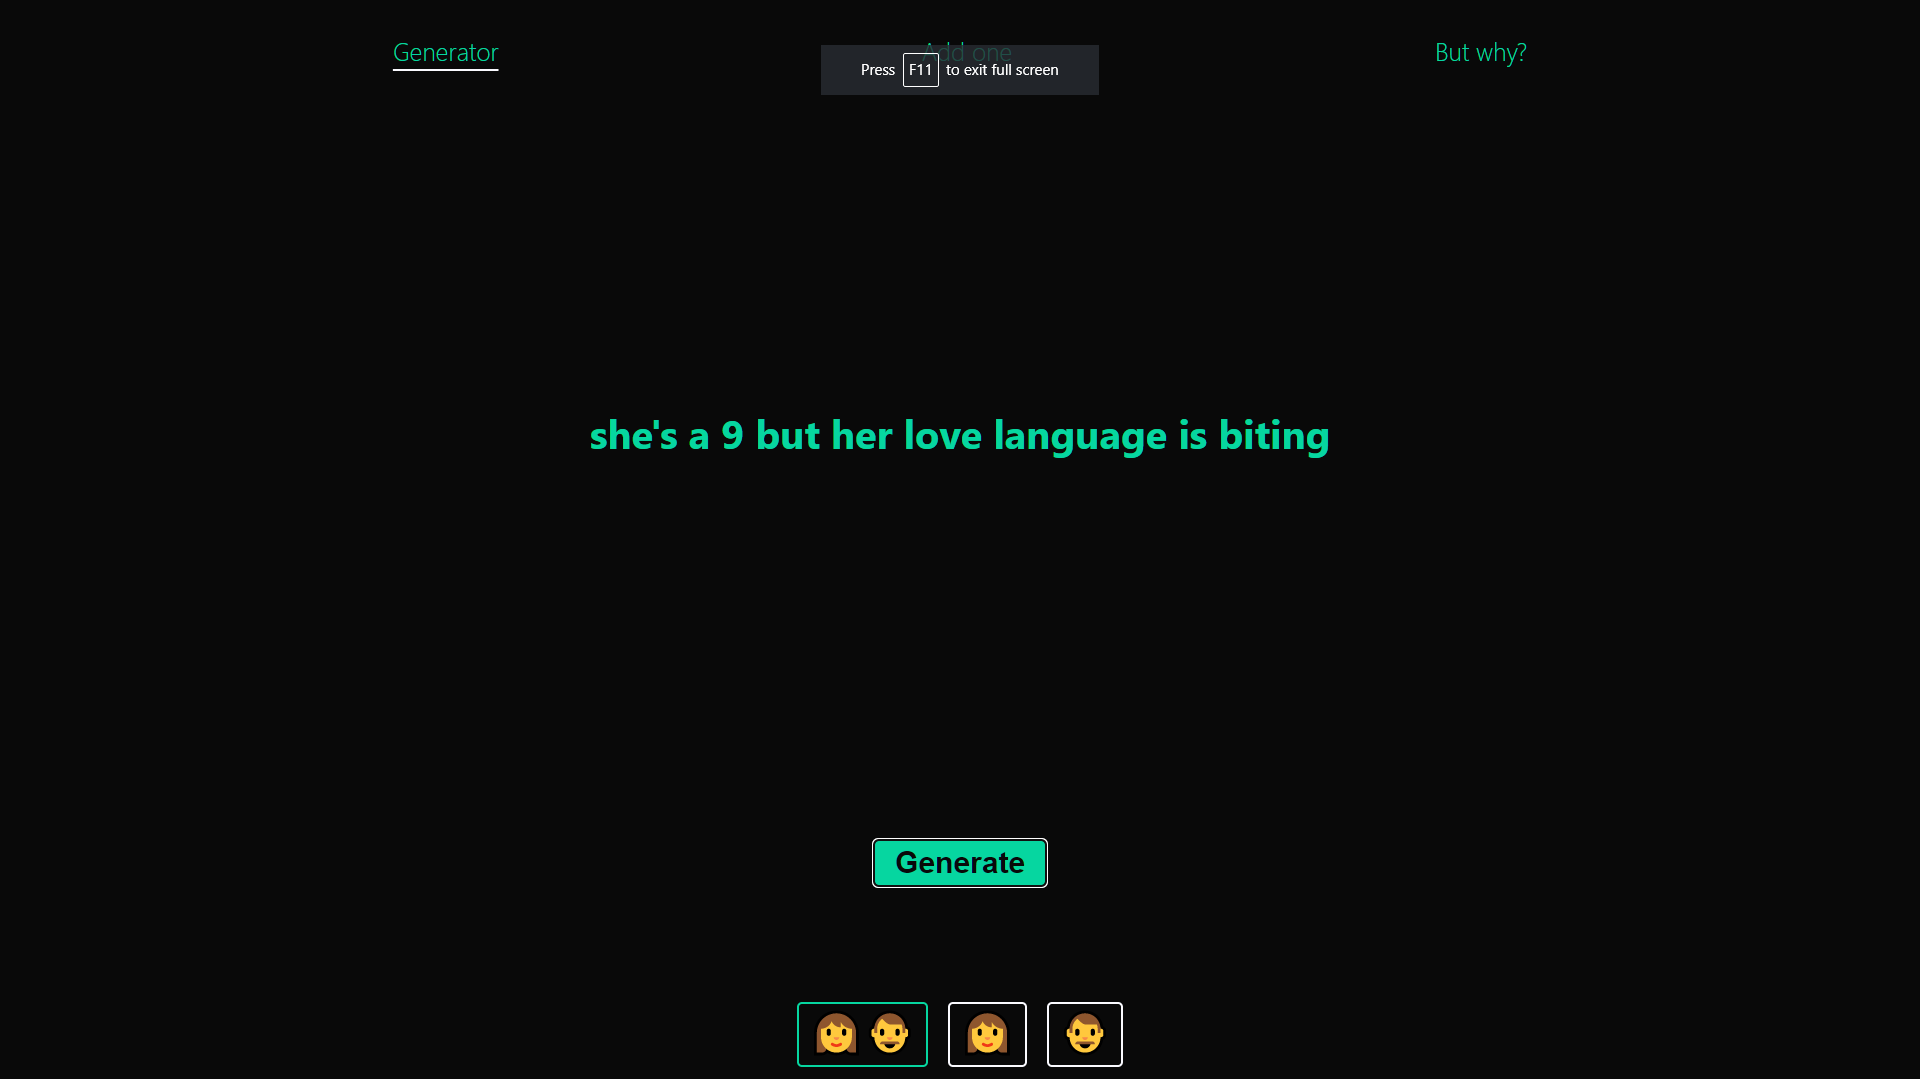 Generator
Add one
But why?
Press F11 to exit full screen
she's a 9 but her love language is biting
Generate